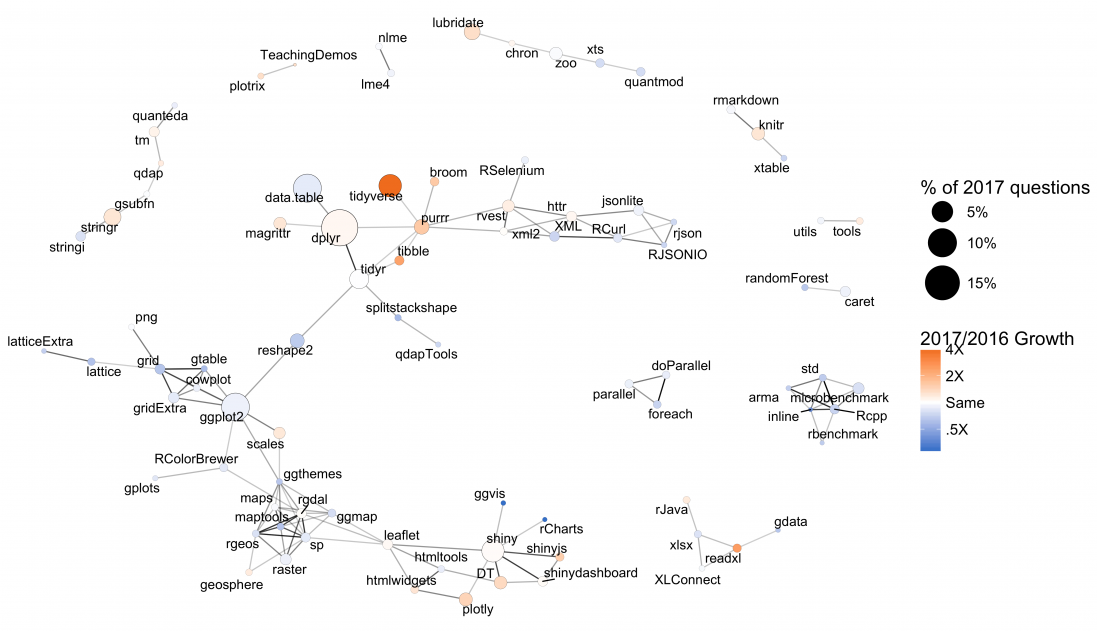 lubridate
nlme
TeachingDemos
chron
xts
zoo
plotrix
lme4
quantmod
rmarkdown
quanteda
knitr
tm
xtable
qdap
RSelenium
broom
% of 2017 questions
data.table
tidyverse
gsubfn
jsonlite
httr
5%
purrr
rvest
stringr
magrittr
dplyr
xml2
XML
RCurl
rjson
utils
tools
10%
stringi
tibble
RJSONIO
tidyr
randomForest
15%
caret
splitstackshape
png
latticeExtra
reshape2
qdapTools
2017/2016 Growth
4X
grid
gtable
lattice
cowplot
doParallel
std
2X
gridExtra
parallel
arma
microbenchmark
Same
ggplot2
foreach
inline
Rcpp
scales
rbenchmark
.5X
RColorBrewer
ggthemes
gplots
maps
rgdal
ggvis
maptools
ggmap
rJava
gdata
rCharts
rgeos
sp
leaflet
shiny
shinyjs
xlsx
readxl
raster
htmltools
geosphere
htmlwidgets
DT
shinydashboard
XLConnect
plotly